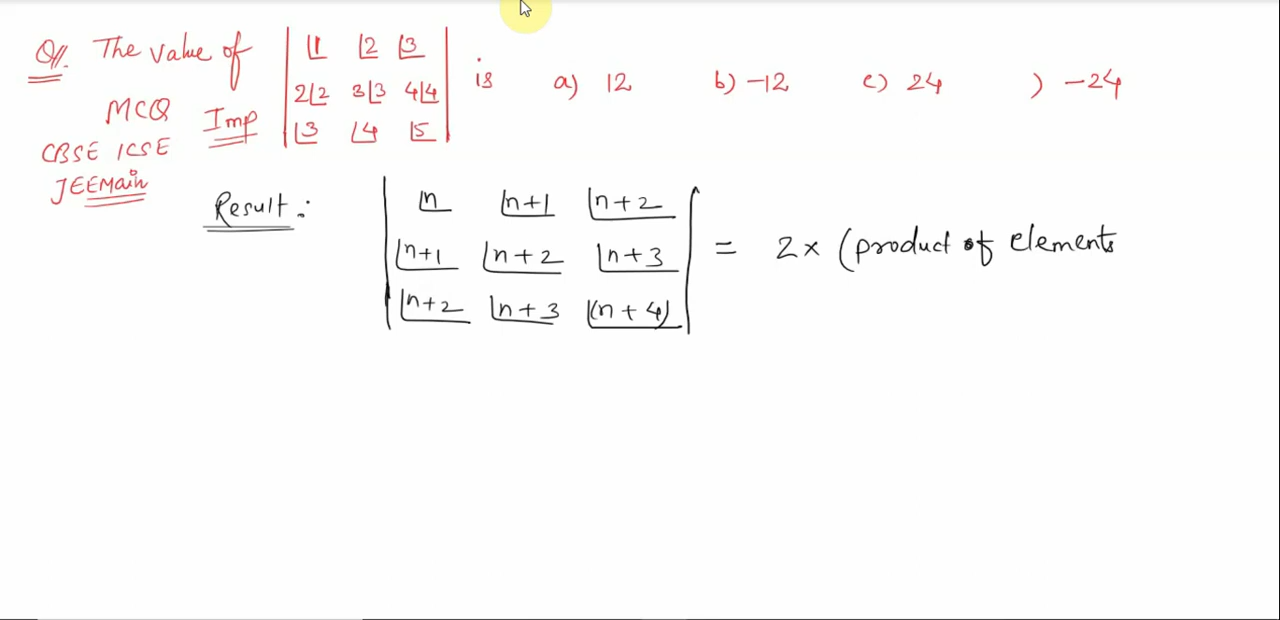 Q//. The value of | ⌊1 ⌊2 ⌊3 | is a) 12 b) -12 c) 24 ) -24
| 2⌊2 3⌊3 4⌊4 |
MCQ Imp | ⌊3 ⌊4 ⌊5 |
CBSE ICSE
JEEMain
Result:
| ⌊n ⌊n+1 ⌊n+2 |
| ⌊n+1 ⌊n+2 ⌊n+3 | = 2× (product of elements
| ⌊n+2 ⌊n+3 ⌊(n+4) |